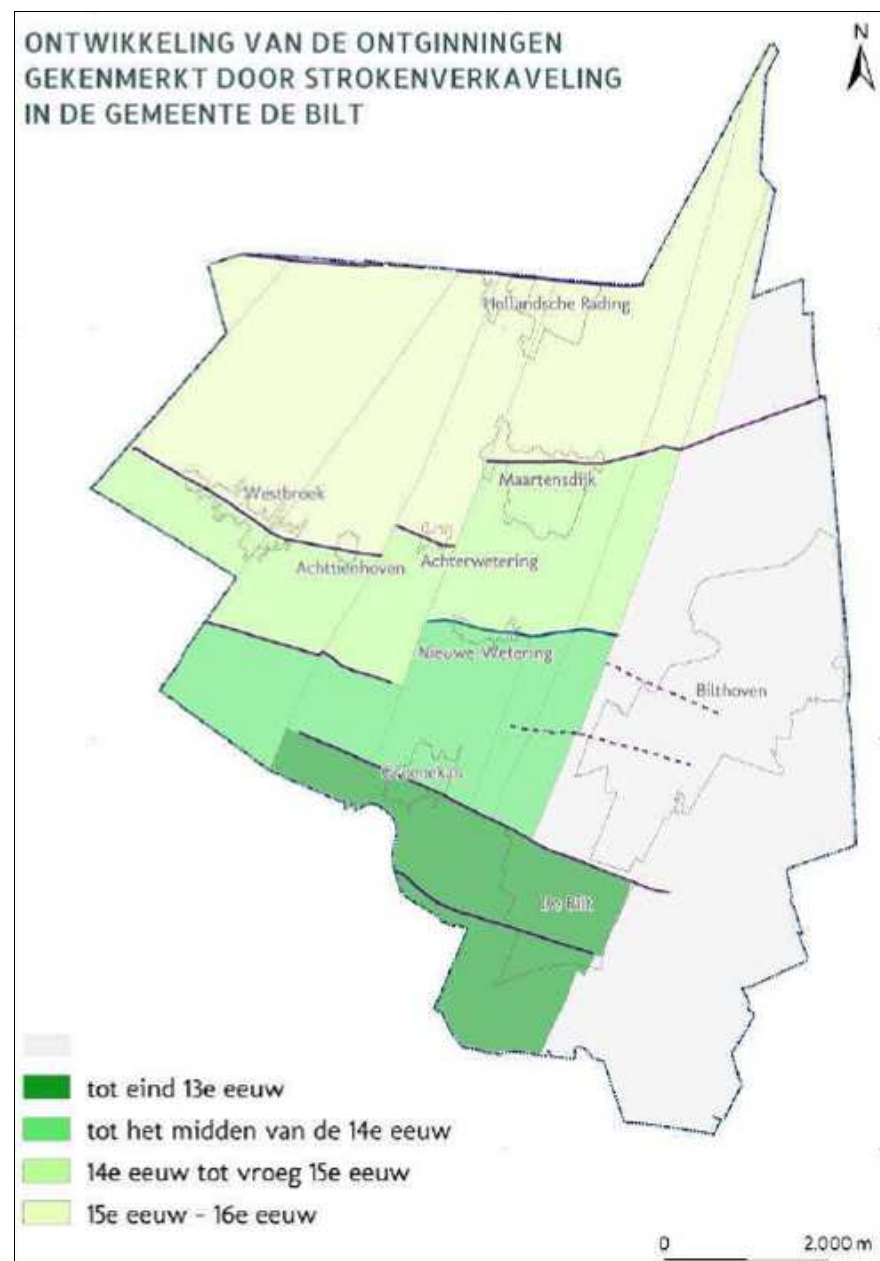 ONTWIKKELING VAN DE ONTGINNINGEN
GEKENMERKT DOOR STROKENVERKAVELING
IN DE GEMEENTE DE BILT
N
Hollandsche Rading
Maartensdijk
Westbroek
Achttienhoven
Achterwetering
Nieuwe Wetering
Bilthoven
Groenekan
De Bilt
tot eind 13e eeuw
tot het midden van de 14e eeuw
14e eeuw tot vroeg 15e eeuw
15e eeuw - 16e eeuw
0 2.000 m